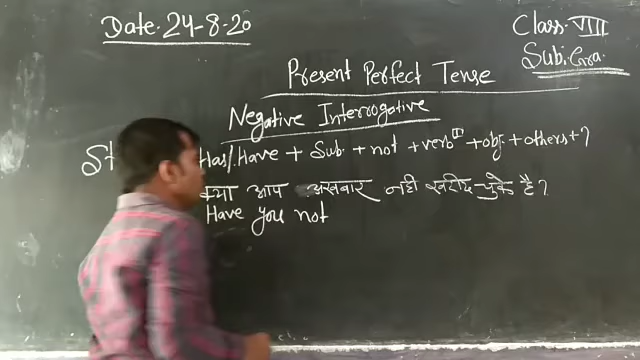 Date. 24-8-20
Class. VIII
Sub. Gra.
Present Perfect Tense
Negative Interrogative
St Has/Have + Sub. + not + verb III + obj + others + ?
क्या आप अखबार नही खरीद चुके है?
Have you not